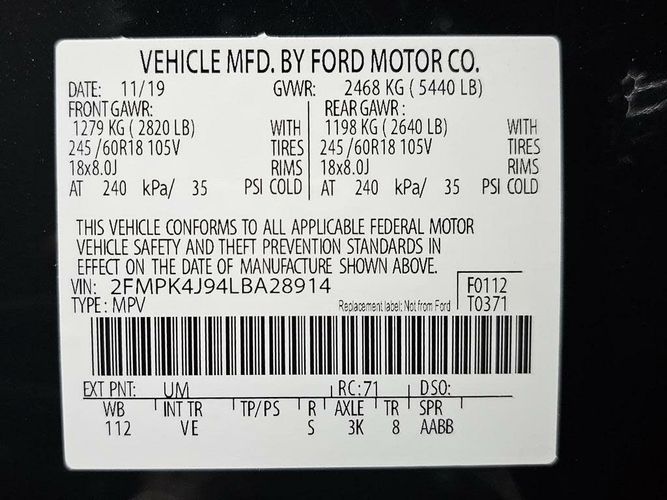 VEHICLE MFD. BY FORD MOTOR CO.
DATE: 11/19 GVWR: 2468 KG ( 5440 LB)
FRONT GAWR: REAR GAWR :
1279 KG ( 2820 LB) WITH 1198 KG ( 2640 LB) WITH
245 /60R18 105V TIRES 245 /60R18 105V TIRES
18x8.0J RIMS 18x8.0J RIMS
AT 240 kPa/ 35 PSI COLD AT 240 kPa/ 35 PSI COLD
THIS VEHICLE CONFORMS TO ALL APPLICABLE FEDERAL MOTOR
VEHICLE SAFETY AND THEFT PREVENTION STANDARDS IN
EFFECT ON THE DATE OF MANUFACTURE SHOWN ABOVE.
VIN: 2FMPK4J94LBA28914 F0112
TYPE : MPV Replacement label: Not from Ford T0371
EXT PNT: UM RC: 71 DSO:
WB INT TR TP/PS R AXLE TR SPR
112 VE S 3K 8 AABB